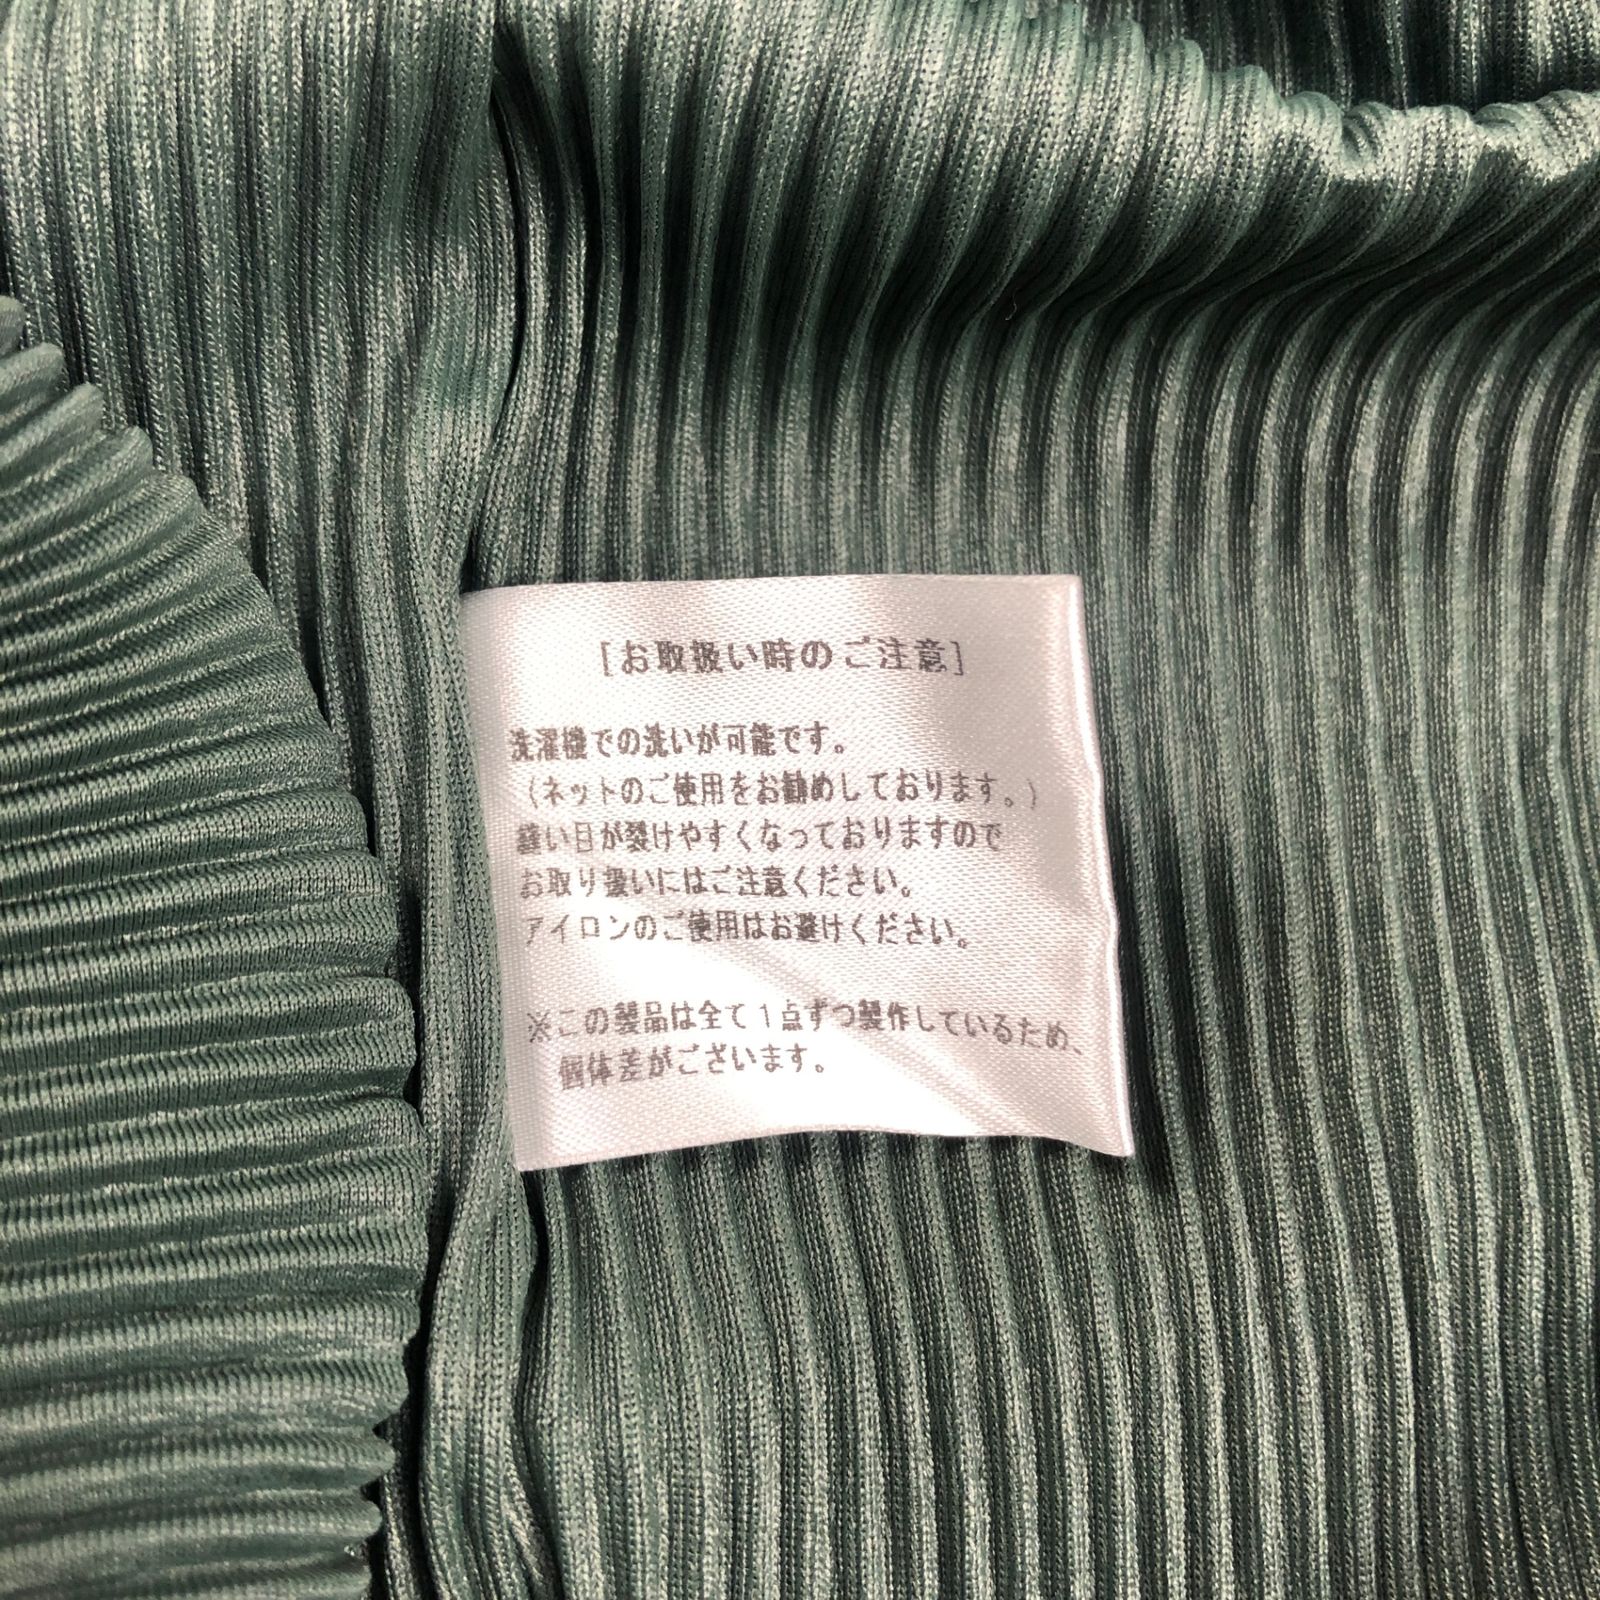 [お取扱い時のご注意]
洗濯機での洗いが可能です。
(ネットのご使用をお勧めしております。)
縫い目が裂けやすくなっておりますので
お取り扱いにはご注意ください。
アイロンのご使用はお避けください。
※この製品は全て1点ずつ製作しているため、
個体差がございます。